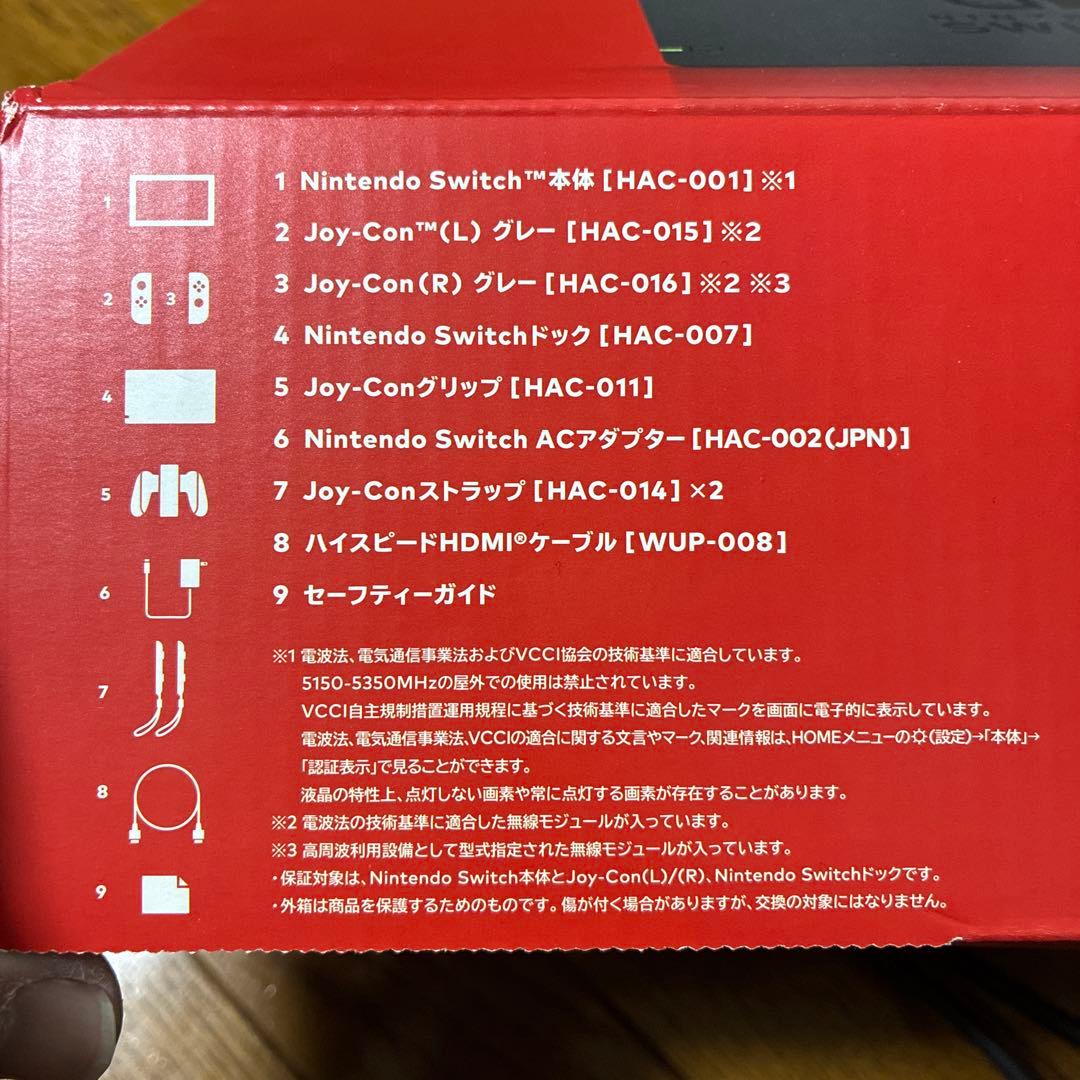 1 Nintendo Switch™本体［HAC-001］※1
2 Joy-Con™（L） グレー［HAC-015］※2
3 Joy-Con（R） グレー［HAC-016］※2 ※3
4 Nintendo Switchドック［HAC-007］
5 Joy-Conグリップ［HAC-011］
6 Nintendo Switch ACアダプター［HAC-002（JPN）］
7 Joy-Conストラップ［HAC-014］×2
8 ハイスピードHDMI®ケーブル［WUP-008］
9 セーフティーガイド
※1 電波法、電気通信事業法およびVCCI協会の技術基準に適合しています。
5150-5350MHzの屋外での使用は禁止されています。
VCCI自主規制措置運用規程に基づく技術基準に適合したマークを画面に電子的に表示しています。
電波法、電気通信事業法、VCCIの適合に関する文言やマーク、関連情報は、HOMEメニューの（設定）→「本体」→
「認証表示」で見ることができます。
液晶の特性上、点灯しない画素や常に点灯する画素が存在することがあります。
※2 電波法の技術基準に適合した無線モジュールが入っています。
※3 高周波利用設備として型式指定された無線モジュールが入っています。
・保証対象は、Nintendo Switch本体とJoy-Con(L)/(R)、Nintendo Switchドックです。
・外箱は商品を保護するためのものです。傷が付く場合がありますが、交換の対象にはなりません。
1
2 3
4
5
6
7
8
9